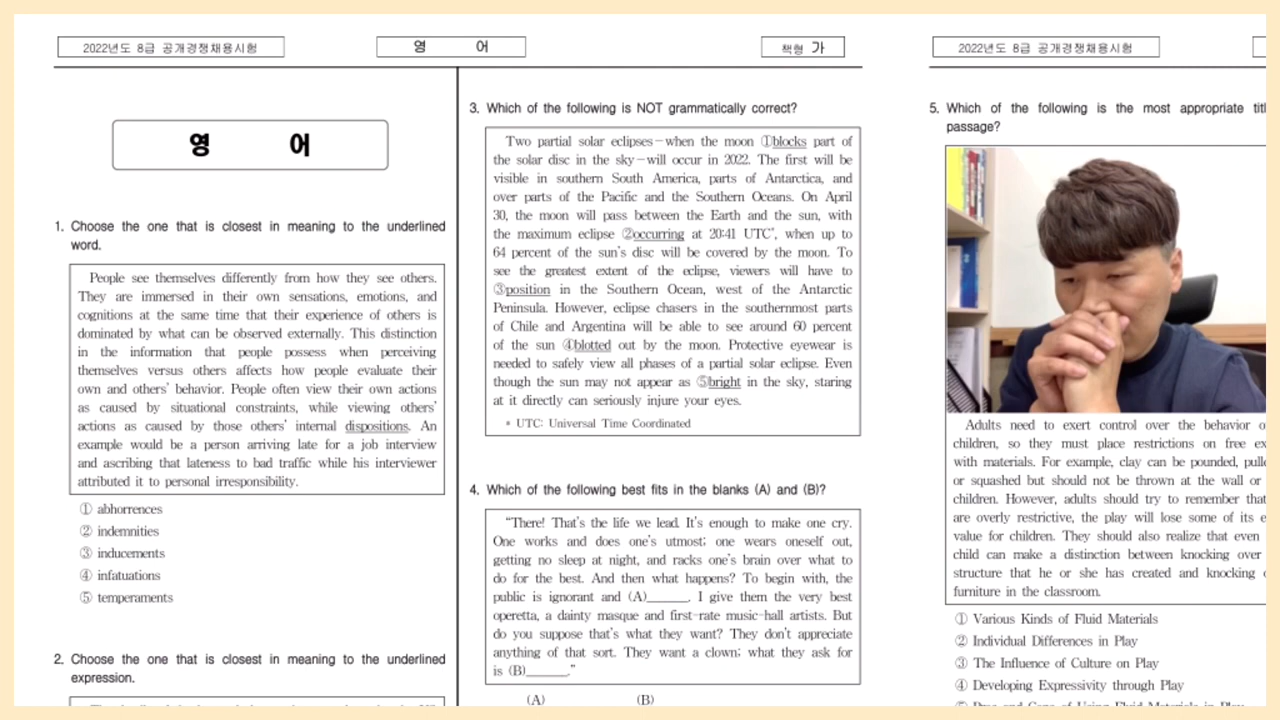 2022년도 8급 공개경쟁채용시험
영 어
책형 가
영 어
1. Choose the one that is closest in meaning to the underlined
word.
People see themselves differently from how they see others.
They are immersed in their own sensations, emotions, and
cognitions at the same time that their experience of others is
dominated by what can be observed externally. This distinction
in the information that people possess when perceiving
themselves versus others affects how people evaluate their
own and others' behavior. People often view their own actions
as caused by situational constraints, while viewing others'
actions as caused by those others' internal dispositions. An
example would be a person arriving late for a job interview
and ascribing that lateness to bad traffic while his interviewer
attributed it to personal irresponsibility.
① abhorrences
② indemnities
③ inducements
④ infatuations
⑤ temperaments
2. Choose the one that is closest in meaning to the underlined
expression.
3. Which of the following is NOT grammatically correct?
Two partial solar eclipses－when the moon ①blocks part of
the solar disc in the sky－will occur in 2022. The first will be
visible in southern South America, parts of Antarctica, and
over parts of the Pacific and the Southern Oceans. On April
30, the moon will pass between the Earth and the sun, with
the maximum eclipse ②occurring at 20:41 UTC*, when up to
64 percent of the sun's disc will be covered by the moon. To
see the greatest extent of the eclipse, viewers will have to
③position in the Southern Ocean, west of the Antarctic
Peninsula. However, eclipse chasers in the southernmost parts
of Chile and Argentina will be able to see around 60 percent
of the sun ④blotted out by the moon. Protective eyewear is
needed to safely view all phases of a partial solar eclipse. Even
though the sun may not appear as ⑤bright in the sky, staring
at it directly can seriously injure your eyes.
* UTC: Universal Time Coordinated
4. Which of the following best fits in the blanks (A) and (B)?
"There! That's the life we lead. It's enough to make one cry.
One works and does one's utmost; one wears oneself out,
getting no sleep at night, and racks one's brain over what to
do for the best. And then what happens? To begin with, the
public is ignorant and (A)______. I give them the very best
operetta, a dainty masque and first-rate music-hall artists. But
do you suppose that's what they want? They don't appreciate
anything of that sort. They want a clown; what they ask for
is (B)______."
(A) (B)
2022년도 8급 공개경쟁채용시험
5. Which of the following is the most appropriate
passage?
Adults need to exert control over the behavior
children, so they must place restrictions on free
with materials. For example, clay can be pounded,
or squashed but should not be thrown at the wall or
children. However, adults should try to remember that
are overly restrictive, the play will lose some of its
value for children. They should also realize that even
child can make a distinction between knocking over
structure that he or she has created and knocking
furniture in the classroom.
① Various Kinds of Fluid Materials
② Individual Differences in Play
③ The Influence of Culture on Play
④ Developing Expressivity through Play